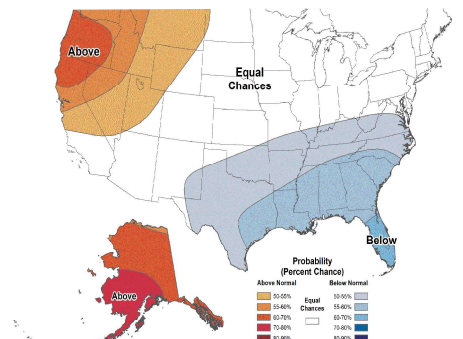 Above
Equal
Chances
Below
Above
Probability
(Percent Chance)
Above Normal
Below Normal
50-55%
55-60%
60-70%
70-80%
80-90%
Equal
Chances
50-55%
55-60%
60-70%
70-80%
80-90%